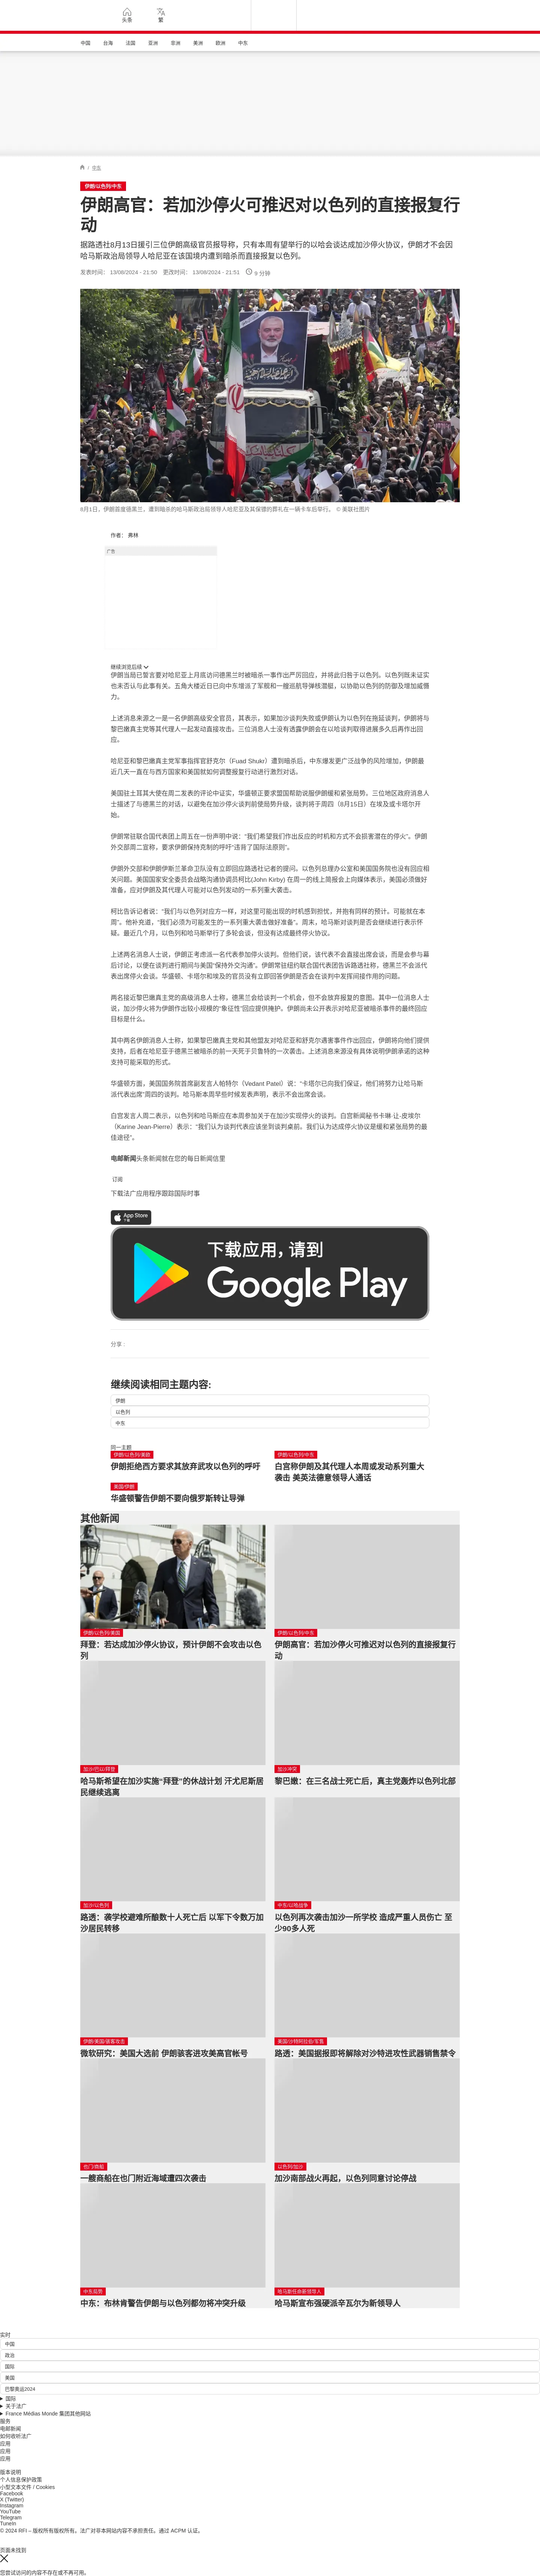 头条
繁
中国 台海 法国 亚洲 非洲 美洲 欧洲 中东
/ 中东
伊朗/以色列/中东
伊朗高官：若加沙停火可推迟对以色列的直接报复行
动
据路透社8月13日援引三位伊朗高级官员报导称，只有本周有望举行的以哈会谈达成加沙停火协议，伊朗才不会因
哈马斯政治局领导人哈尼亚在该国境内遭到暗杀而直接报复以色列。
发表时间： 13/08/2024 - 21:50 更改时间： 13/08/2024 - 21:51 9 分钟
8月1日，伊朗首度德黑兰，遭到暗杀的哈马斯政治局领导人哈尼亚及其保镖的葬礼在一辆卡车后举行。 © 美联社图片
作者： 弗林
广告
继续浏览后续
伊朗当局已誓言要对哈尼亚上月底访问德黑兰时被暗杀一事作出严厉回应，并将此归咎于以色列。以色列既未证实
也未否认与此事有关。五角大楼近日已向中东增派了军舰和一艘巡航导弹核潜艇，以协助以色列的防御及增加威慑
力。
上述消息来源之一是一名伊朗高级安全官员，其表示，如果加沙谈判失败或伊朗认为以色列在拖延谈判，伊朗将与
黎巴嫩真主党等其代理人一起发动直接攻击。三位消息人士没有透露伊朗会在以哈谈判取得进展多久后再作出回
应。
哈尼亚和黎巴嫩真主党军事指挥官舒克尔（Fuad Shukr）遭到暗杀后，中东爆发更广泛战争的风险增加，伊朗最
近几天一直在与西方国家和美国就如何调整报复行动进行激烈对话。
美国驻土耳其大使在周二发表的评论中证实，华盛顿正要求盟国帮助说服伊朗缓和紧张局势。三位地区政府消息人
士描述了与德黑兰的对话，以避免在加沙停火谈判前使局势升级，谈判将于周四（8月15日）在埃及或卡塔尔开
始。
伊朗常驻联合国代表团上周五在一份声明中说：“我们希望我们作出反应的时机和方式不会损害潜在的停火”。伊朗
外交部周二宣称，要求伊朗保持克制的呼吁“违背了国际法原则”。
伊朗外交部和伊朗伊斯兰革命卫队没有立即回应路透社记者的提问。以色列总理办公室和美国国务院也没有回应相
关问题。美国国家安全委员会战略沟通协调员柯比(John Kirby) 在周一的线上简报会上向媒体表示，美国必须做好
准备，应对伊朗及其代理人可能对以色列发动的一系列重大袭击。
柯比告诉记者说：“我们与以色列对应方一样，对这里可能出现的时机感到担忧，并抱有同样的预计。可能就在本
周”。他补充道，“我们必须为可能发生的一系列重大袭击做好准备”。周末，哈马斯对谈判是否会继续进行表示怀
疑。最近几个月，以色列和哈马斯举行了多轮会谈，但没有达成最终停火协议。
上述两名消息人士说，伊朗正考虑派一名代表参加停火谈判。但他们说，该代表不会直接出席会谈，而是会参与幕
后讨论，以便在谈判进行期间与美国“保持外交沟通”。伊朗常驻纽约联合国代表团告诉路透社称，德黑兰不会派代
表出席停火会谈。华盛顿、卡塔尔和埃及的官员没有立即回答伊朗是否会在谈判中发挥间接作用的问题。
两名接近黎巴嫩真主党的高级消息人士称，德黑兰会给谈判一个机会，但不会放弃报复的意图。其中一位消息人士
说，加沙停火将为伊朗作出较小规模的“象征性”回应提供掩护。伊朗尚未公开表示对哈尼亚被暗杀事件的最终回应
目标是什么。
其中两名伊朗消息人士称，如果黎巴嫩真主党和其他盟友对哈尼亚和舒克尔遇害事件作出回应，伊朗将向他们提供
支持，后者在哈尼亚于德黑兰被暗杀的前一天死于贝鲁特的一次袭击。上述消息来源没有具体说明伊朗承诺的这种
支持可能采取的形式。
华盛顿方面，美国国务院首席副发言人帕特尔（Vedant Patel）说：“卡塔尔已向我们保证，他们将努力让哈马斯
派代表出席”周四的谈判。哈马斯本周早些时候发表声明，表示不会出席会谈。
白宫发言人周二表示，以色列和哈马斯应在本周参加关于在加沙实现停火的谈判。白宫新闻秘书卡琳·让-皮埃尔
（Karine Jean-Pierre）表示：“我们认为谈判代表应该坐到谈判桌前。我们认为达成停火协议是缓和紧张局势的最
佳途径”。
电邮新闻头条新闻就在您的每日新闻信里
订阅
下载法广应用程序跟踪国际时事
App Store
下载应用，请到
Google Play
分享 :
继续阅读相同主题内容:
伊朗
以色列
中东
同一主题
伊朗/以色列/美欧
伊朗拒绝西方要求其放弃武攻以色列的呼吁
伊朗/以色列/中东
白宫称伊朗及其代理人本周或发动系列重大
袭击 美英法德意领导人通话
美国/伊朗
华盛顿警告伊朗不要向俄罗斯转让导弹
其他新闻
伊朗/以色列/美国
拜登：若达成加沙停火协议，预计伊朗不会攻击以色
列
伊朗/以色列/中东
伊朗高官：若加沙停火可推迟对以色列的直接报复行
动
加沙/巴以/拜登
哈马斯希望在加沙实施“拜登”的休战计划 汗尤尼斯居
民继续逃离
加沙冲突
黎巴嫩：在三名战士死亡后，真主党轰炸以色列北部
加沙/以色列
路透：袭学校避难所酿数十人死亡后 以军下令数万加
沙居民转移
中东/以哈战争
以色列再次袭击加沙一所学校 造成严重人员伤亡 至
少90多人死
伊朗/美国/骇客攻击
微软研究：美国大选前 伊朗骇客进攻美高官帐号
美国/沙特阿拉伯/军售
路透：美国据报即将解除对沙特进攻性武器销售禁令
也门/商船
一艘商船在也门附近海域遭四次袭击
以色列/加沙
加沙南部战火再起，以色列同意讨论停战
中东局势
中东：布林肯警告伊朗与以色列都勿将冲突升级
哈马斯任命新领导人
哈马斯宣布强硬派辛瓦尔为新领导人
实时
中国
政治
国际
美国
巴黎奥运2024
国际
关于法广
France Médias Monde 集团其他网站
服务
电邮新闻
如何收听法广
应用
应用
应用
版本说明
个人信息保护政策
小型文本文件 / Cookies
Facebook
X (Twitter)
Instagram
YouTube
Telegram
TuneIn
© 2024 RFI – 版权所有版权所有。法广对非本网站内容不承担责任。通过 ACPM 认证。
页面未找到
您尝试访问的内容不存在或不再可用。